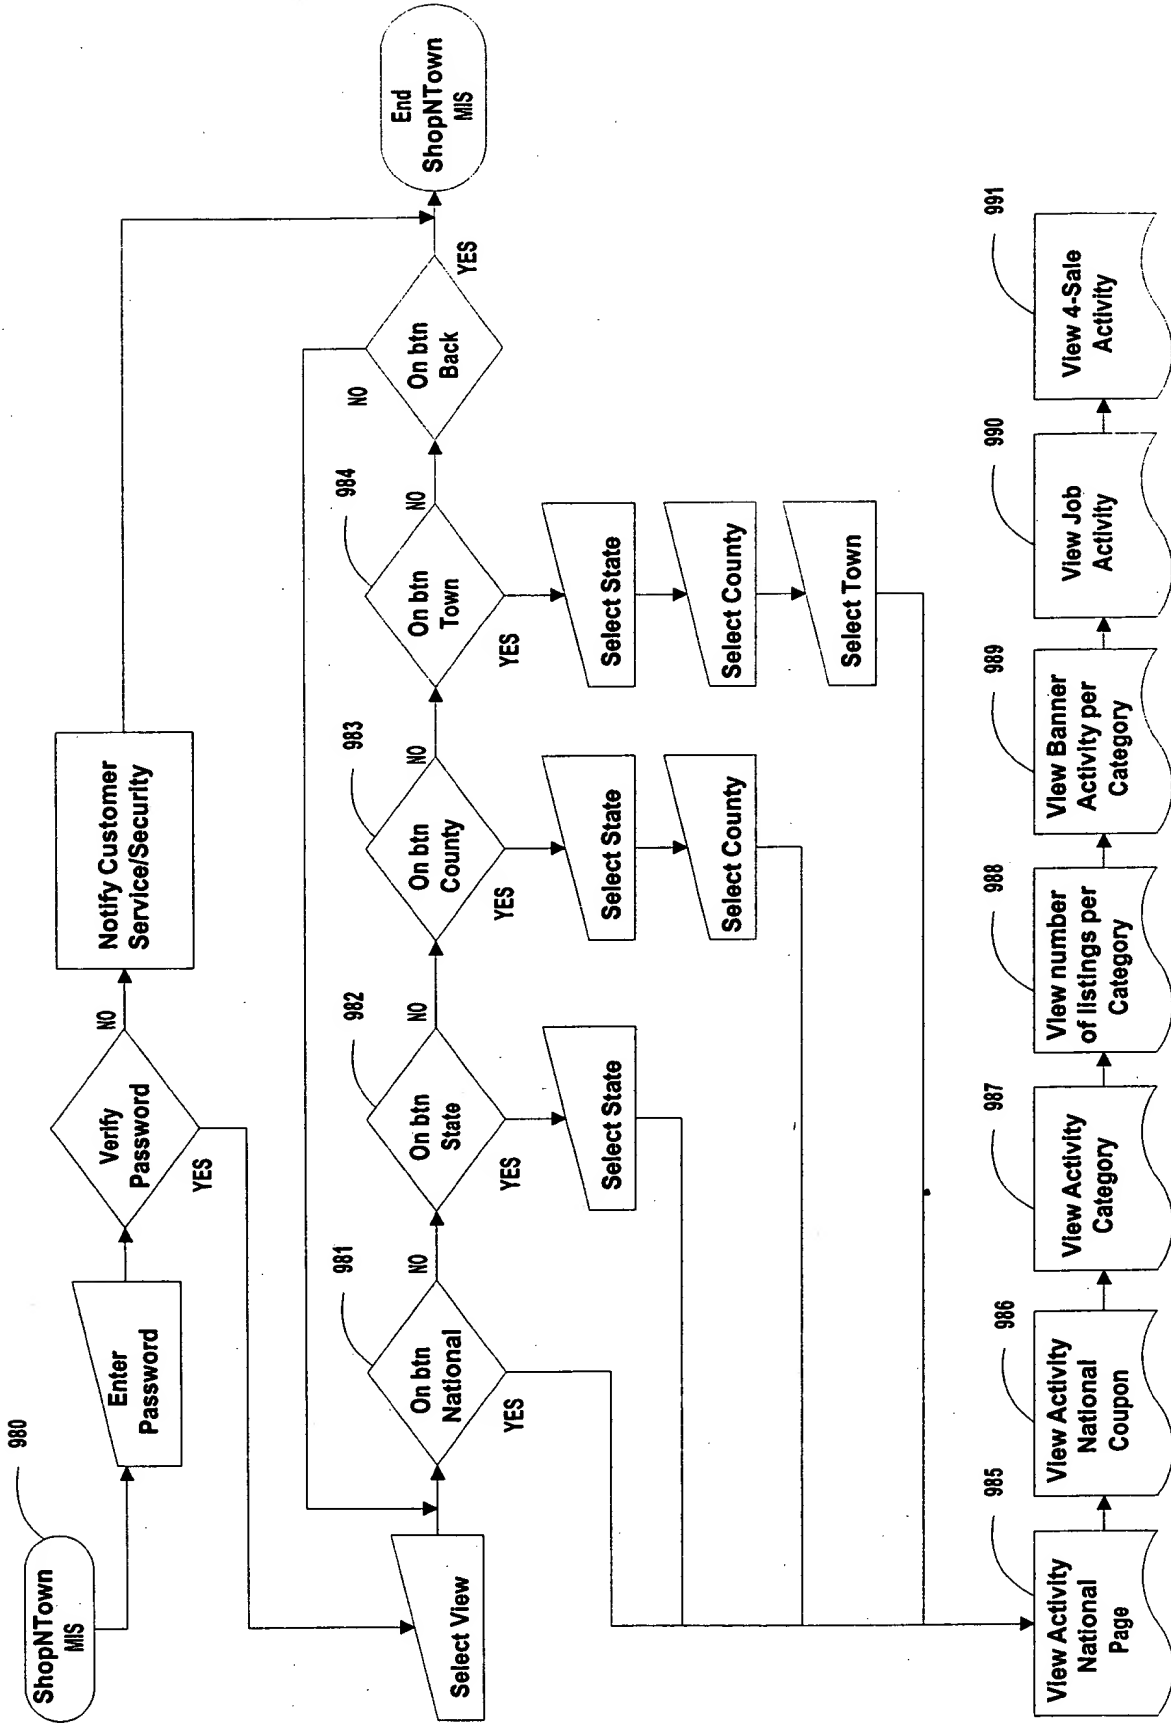 980
ShopNTown
MIS
Enter
Password
Verify
Password
NO
YES
Notify Customer
Service/Security
Select View
981
On btn
National
NO
YES
982
On btn
State
NO
YES
983
On btn
County
NO
YES
984
On btn
Town
NO
YES
On btn
Back
NO
YES
End
ShopNTown
MIS
Select State
Select State
Select County
Select State
Select County
Select Town
985
View Activity
National
Page
986
View Activity
National
Coupon
987
View Activity
Category
988
View number
of listings per
Category
989
View Banner
Activity per
Category
990
View Job
Activity
991
View 4-Sale
Activity